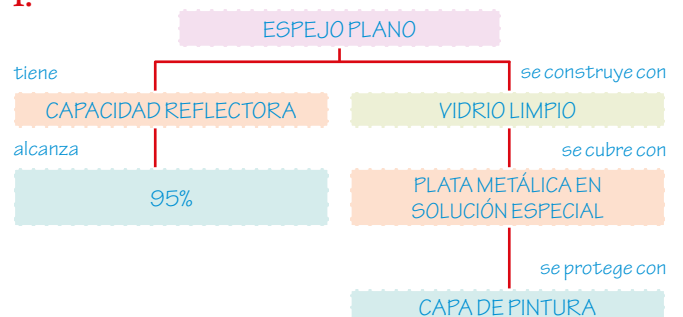 1.
ESPEJO PLANO
tiene
se construye con
CAPACIDAD REFLECTORA
VIDRIO LIMPIO
alcanza
se cubre con
95%
PLATA METÁLICA EN
SOLUCIÓN ESPECIAL
se protege con
CAPA DE PINTURA